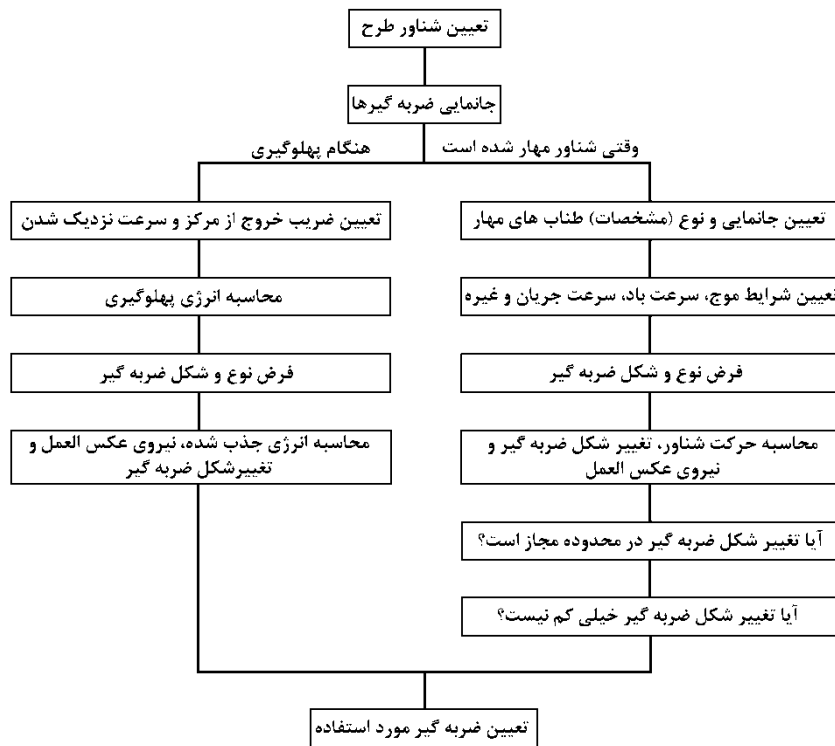 تعیین شناور طرح
جانمایی ضربه گیرها
وقتی شناور مهار شده است
هنگام پهلوگیری
تعیین جانمایی و نوع (مشخصات) طناب های مهار
تعیین ضریب خروج از مرکز و سرعت نزدیک شدن
تعیین شرایط موج، سرعت باد، سرعت جریان و غیره
محاسبه انرژی پهلوگیری
فرض نوع و شکل ضربه گیر
فرض نوع و شکل ضربه گیر
محاسبه حرکت شناور، تغییر شکل ضربه گیر و
نیروی عکس العمل
محاسبه انرژی جذب شده، نیروی عکس العمل و
تغییرشکل ضربه گیر
آیا تغییر شکل ضربه گیر در محدوده مجاز است؟
آیا تغییر شکل ضربه گیر خیلی کم نیست؟
تعیین ضربه گیر مورد استفاده